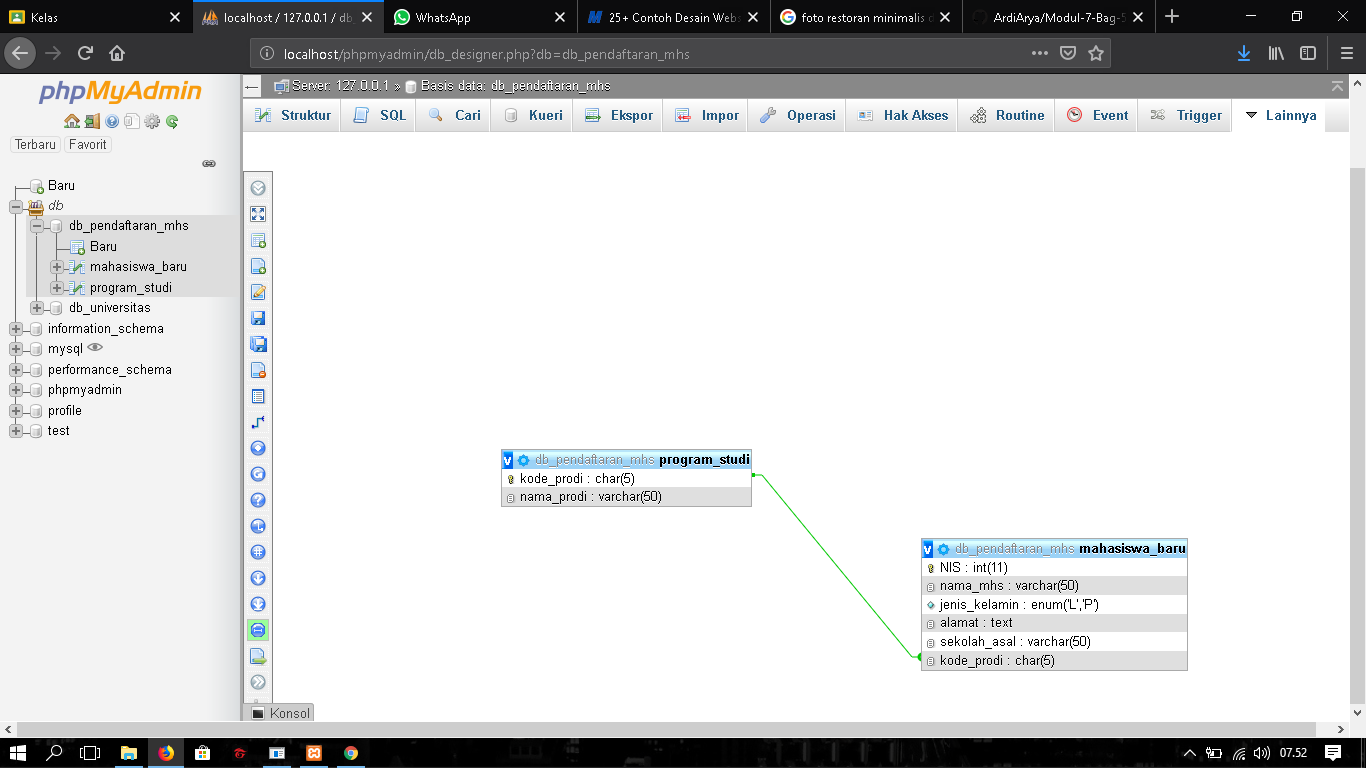 Kelas
localhost / 127.0.0.1 / db_
WhatsApp
25+ Contoh Desain Webs
foto restoran minimalis d
ArdiArya/Modul-7-Bag-5
localhost/phpmyadmin/db_designer.php?db=db_pendaftaran_mhs
phpMyAdmin
Terbaru Favorit
Baru
db
db_pendaftaran_mhs
Baru
mahasiswa_baru
program_studi
db_universitas
information_schema
mysql
performance_schema
phpmyadmin
profile
test
Server: 127.0.0.1 » Basis data: db_pendaftaran_mhs
Struktur SQL Cari Kueri Ekspor Impor Operasi Hak Akses Routine Event Trigger Lainnya
v db_pendaftaran_mhs program_studi
kode_prodi : char(5)
nama_prodi : varchar(50)
v db_pendaftaran_mhs mahasiswa_baru
NIS : int(11)
nama_mhs : varchar(50)
jenis_kelamin : enum('L','P')
alamat : text
sekolah_asal : varchar(50)
kode_prodi : char(5)
Konsol
07.52